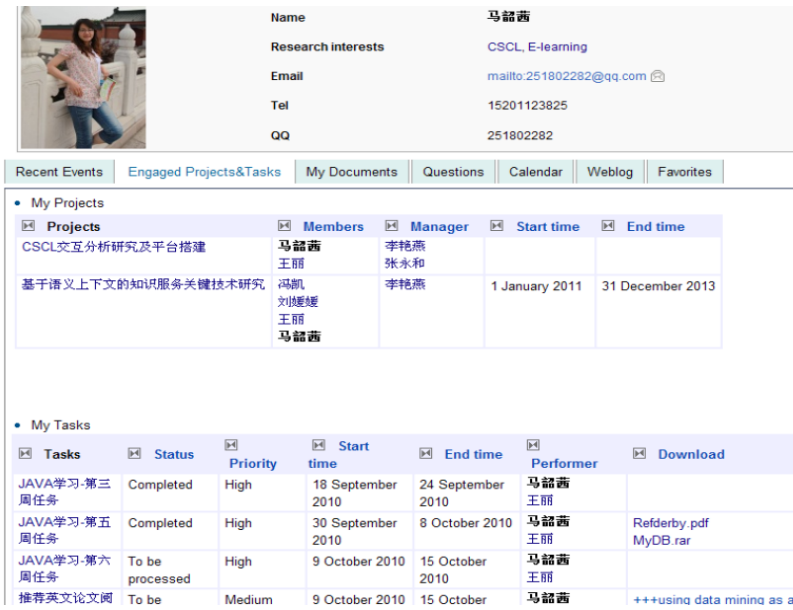 Name 马韶茜
Research interests CSCL, E-learning
Email mailto:251802282@qq.com
Tel 15201123825
QQ 251802282
Recent Events Engaged Projects&Tasks My Documents Questions Calendar Weblog Favorites
• My Projects
Projects Members Manager Start time End time
CSCL交互分析研究及平台搭建 马韶茜 李艳燕
王丽 张永和
基于语义上下文的知识服务关键技术研究 冯凯 李艳燕 1 January 2011 31 December 2013
刘媛媛
王丽
马韶茜
• My Tasks
Tasks Status Priority Start time End time Performer Download
JAVA学习-第三 Completed High 18 September 24 September 马韶茜
周任务 2010 2010 王丽
JAVA学习-第五 Completed High 30 September 8 October 2010 马韶茜 Refderby.pdf
周任务 2010 王丽 MyDB.rar
JAVA学习-第六 To be High 9 October 2010 15 October 马韶茜
周任务 processed 2010 王丽
推荐英文论文阅 To be Medium 9 October 2010 15 October 马韶茜 +++using data mining as a